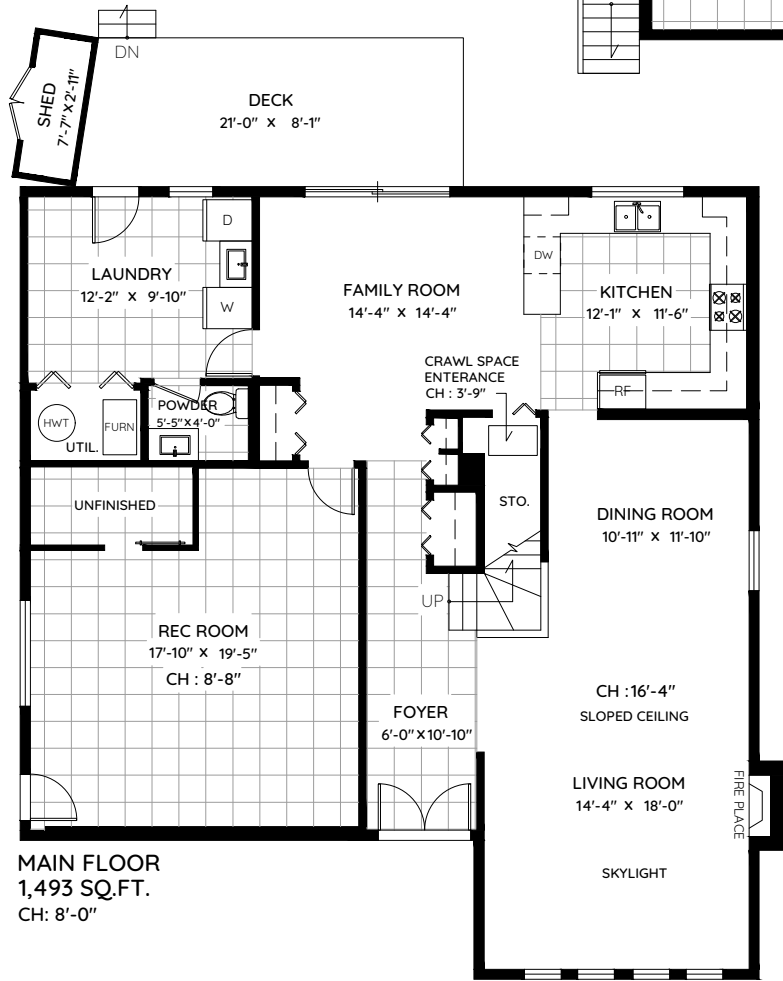 DN
SHED
7'-7" X 2'-11"
DECK
21'-0" X 8'-1"
D
LAUNDRY
12'-2" X 9'-10"
W
FAMILY ROOM
14'-4" X 14'-4"
DW
KITCHEN
12'-1" X 11'-6"
CRAWL SPACE
ENTERANCE
CH : 3'-9"
RF
HWT
FURN
UTIL.
POWDER
5'-5" X 4'-0"
UNFINISHED
STO.
DINING ROOM
10'-11" X 11'-10"
UP
REC ROOM
17'-10" X 19'-5"
CH : 8'-8"
FOYER
6'-0" X 10'-10"
CH :16'-4"
SLOPED CEILING
LIVING ROOM
14'-4" X 18'-0"
FIRE PLACE
SKYLIGHT
MAIN FLOOR
1,493 SQ.FT.
CH: 8'-0"